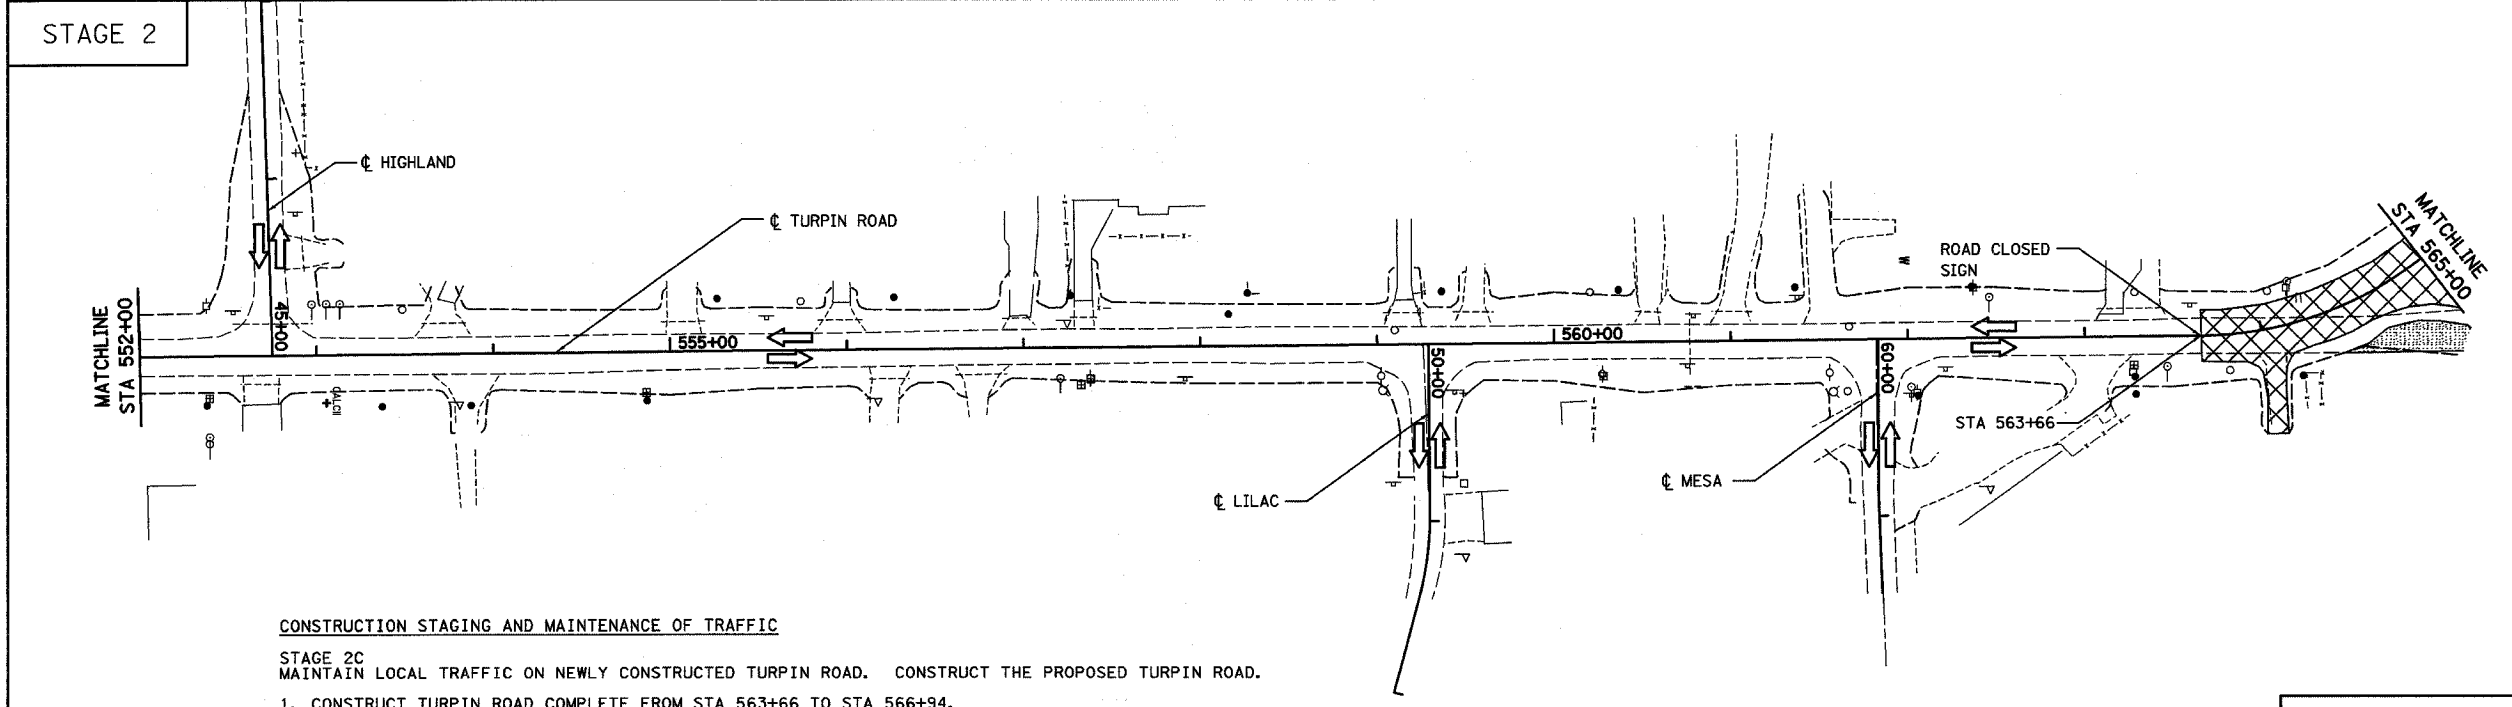 STAGE 2
℄ HIGHLAND
℄ TURPIN ROAD
MATCHLINE
STA 552+00
45+00
555+00
560+00
50+00
60+00
ROAD CLOSED
SIGN
MATCHLINE
STA 565+00
STA 563+66
℄ LILAC
℄ MESA
CONSTRUCTION STAGING AND MAINTENANCE OF TRAFFIC
STAGE 2C
MAINTAIN LOCAL TRAFFIC ON NEWLY CONSTRUCTED TURPIN ROAD. CONSTRUCT THE PROPOSED TURPIN ROAD.
1. CONSTRUCT TURPIN ROAD COMPLETE FROM STA 563+66 TO STA 566+94.